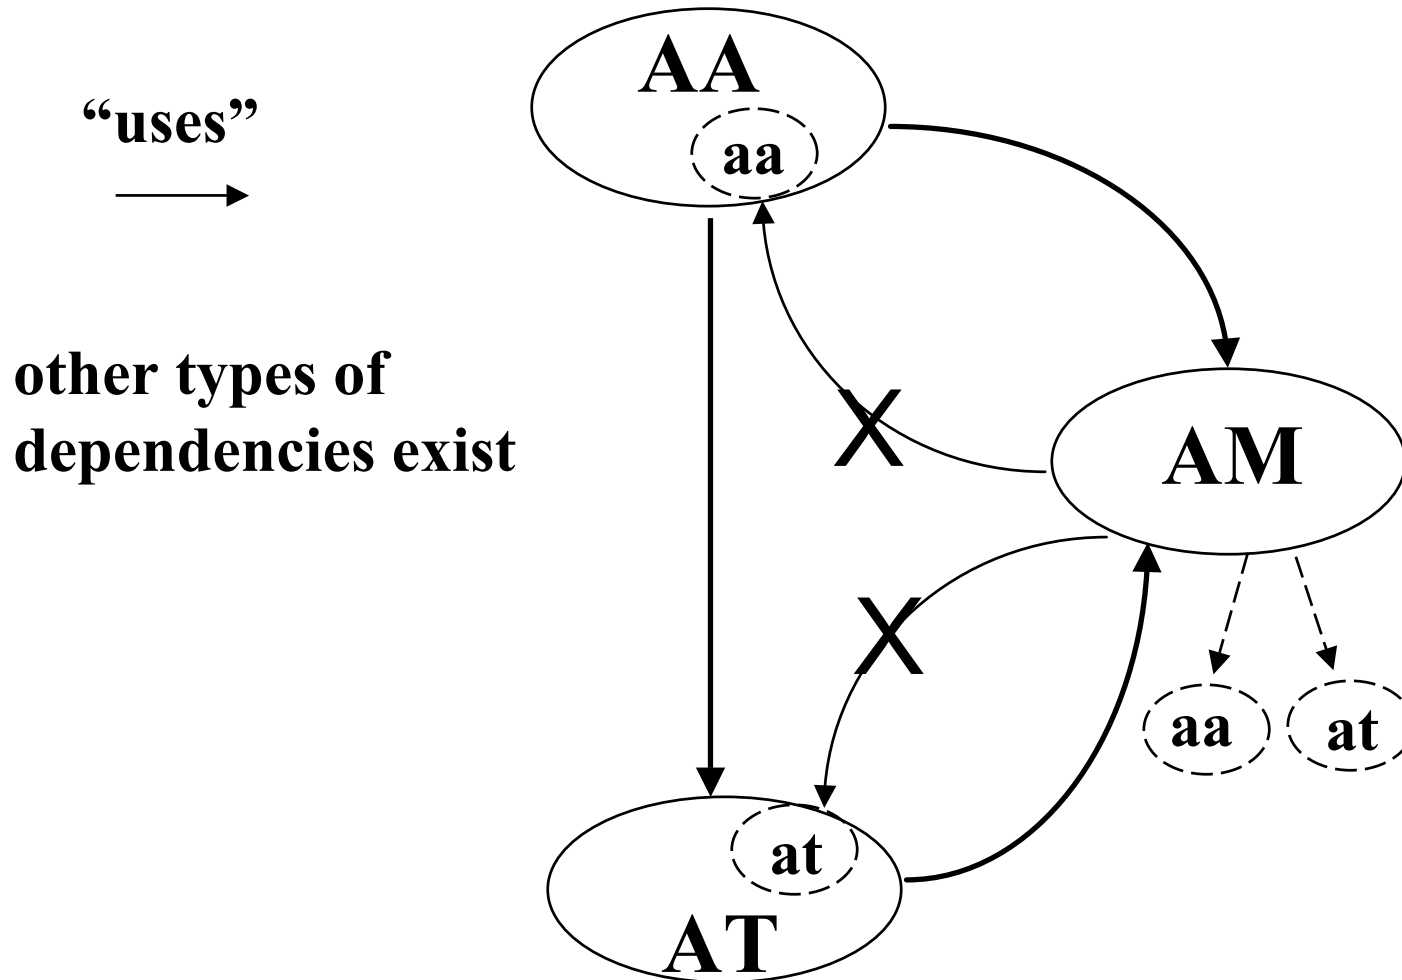 AA
“uses”
aa
other types of
dependencies exist
X
AM
X
aa
at
at
AT